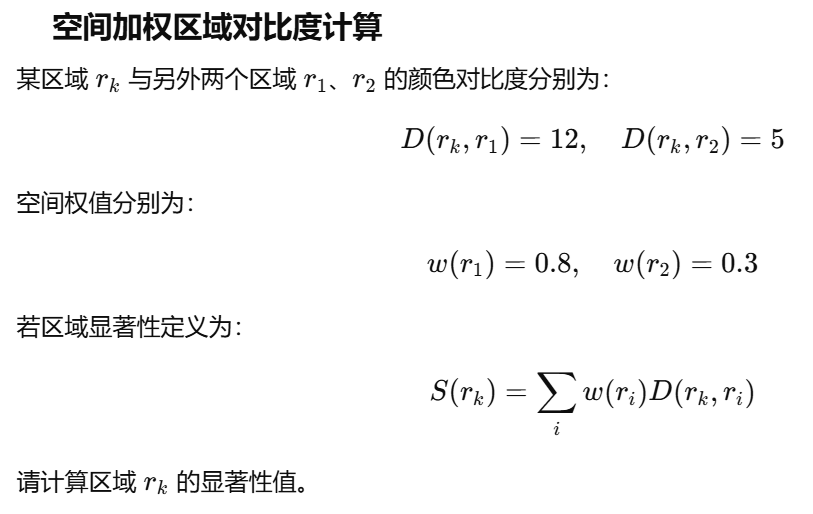 空间加权区域对比度计算
某区域 $r_k$ 与另外两个区域 $r_1$、$r_2$ 的颜色对比度分别为：
$D(r_k, r_1) = 12, \quad D(r_k, r_2) = 5$
空间权值分别为：
$w(r_1) = 0.8, \quad w(r_2) = 0.3$
若区域显著性定义为：
$S(r_k) = \sum_i w(r_i) D(r_k, r_i)$
请计算区域 $r_k$ 的显著性值。